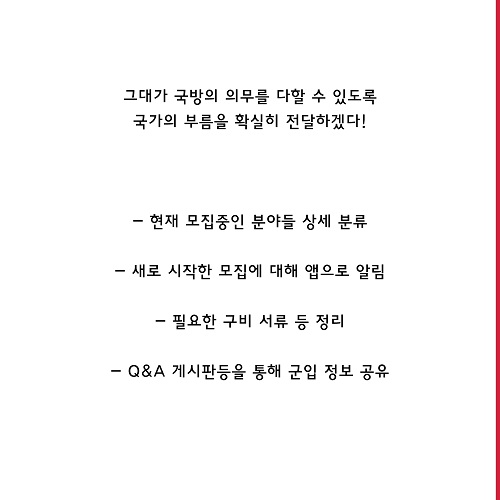 그대가 국방의 의무를 다할 수 있도록
국가의 부름을 확실히 전달하겠다!
– 현재 모집중인 분야들 상세 분류
– 새로 시작한 모집에 대해 앱으로 알림
– 필요한 구비 서류 등 정리
– Q&A 게시판등을 통해 군입 정보 공유